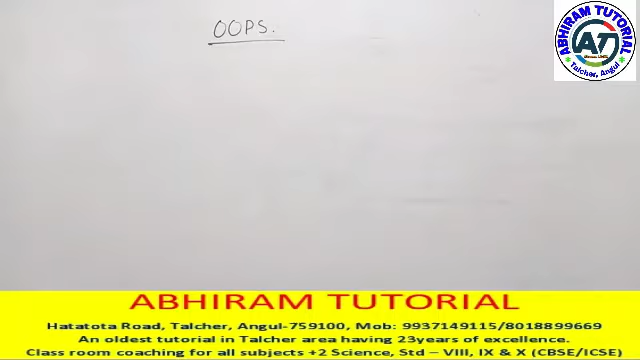 OOPS.
ABHIRAM TUTORIAL
AT
Talcher, Angul
ABHIRAM TUTORIAL
Hatatota Road, Talcher, Angul-759100, Mob: 9937149115/8018899669
An oldest tutorial in Talcher area having 23years of excellence.
Class room coaching for all subjects +2 Science, Std – VIII, IX & X (CBSE/ICSE)